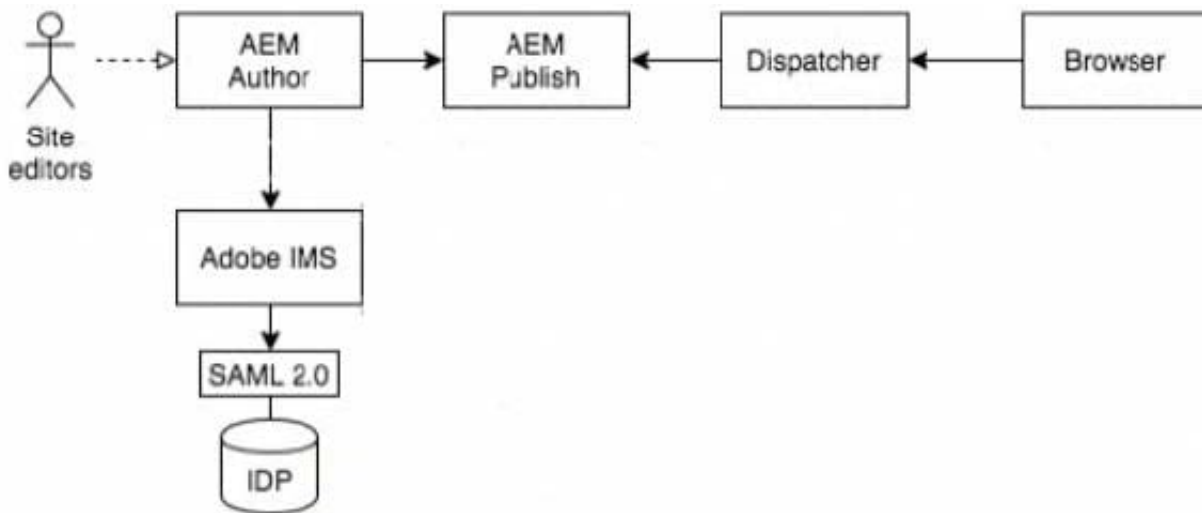 AEM
Author
AEM
Publish
Dispatcher
Browser
Site
editors
Adobe IMS
SAML 2.0
IDP